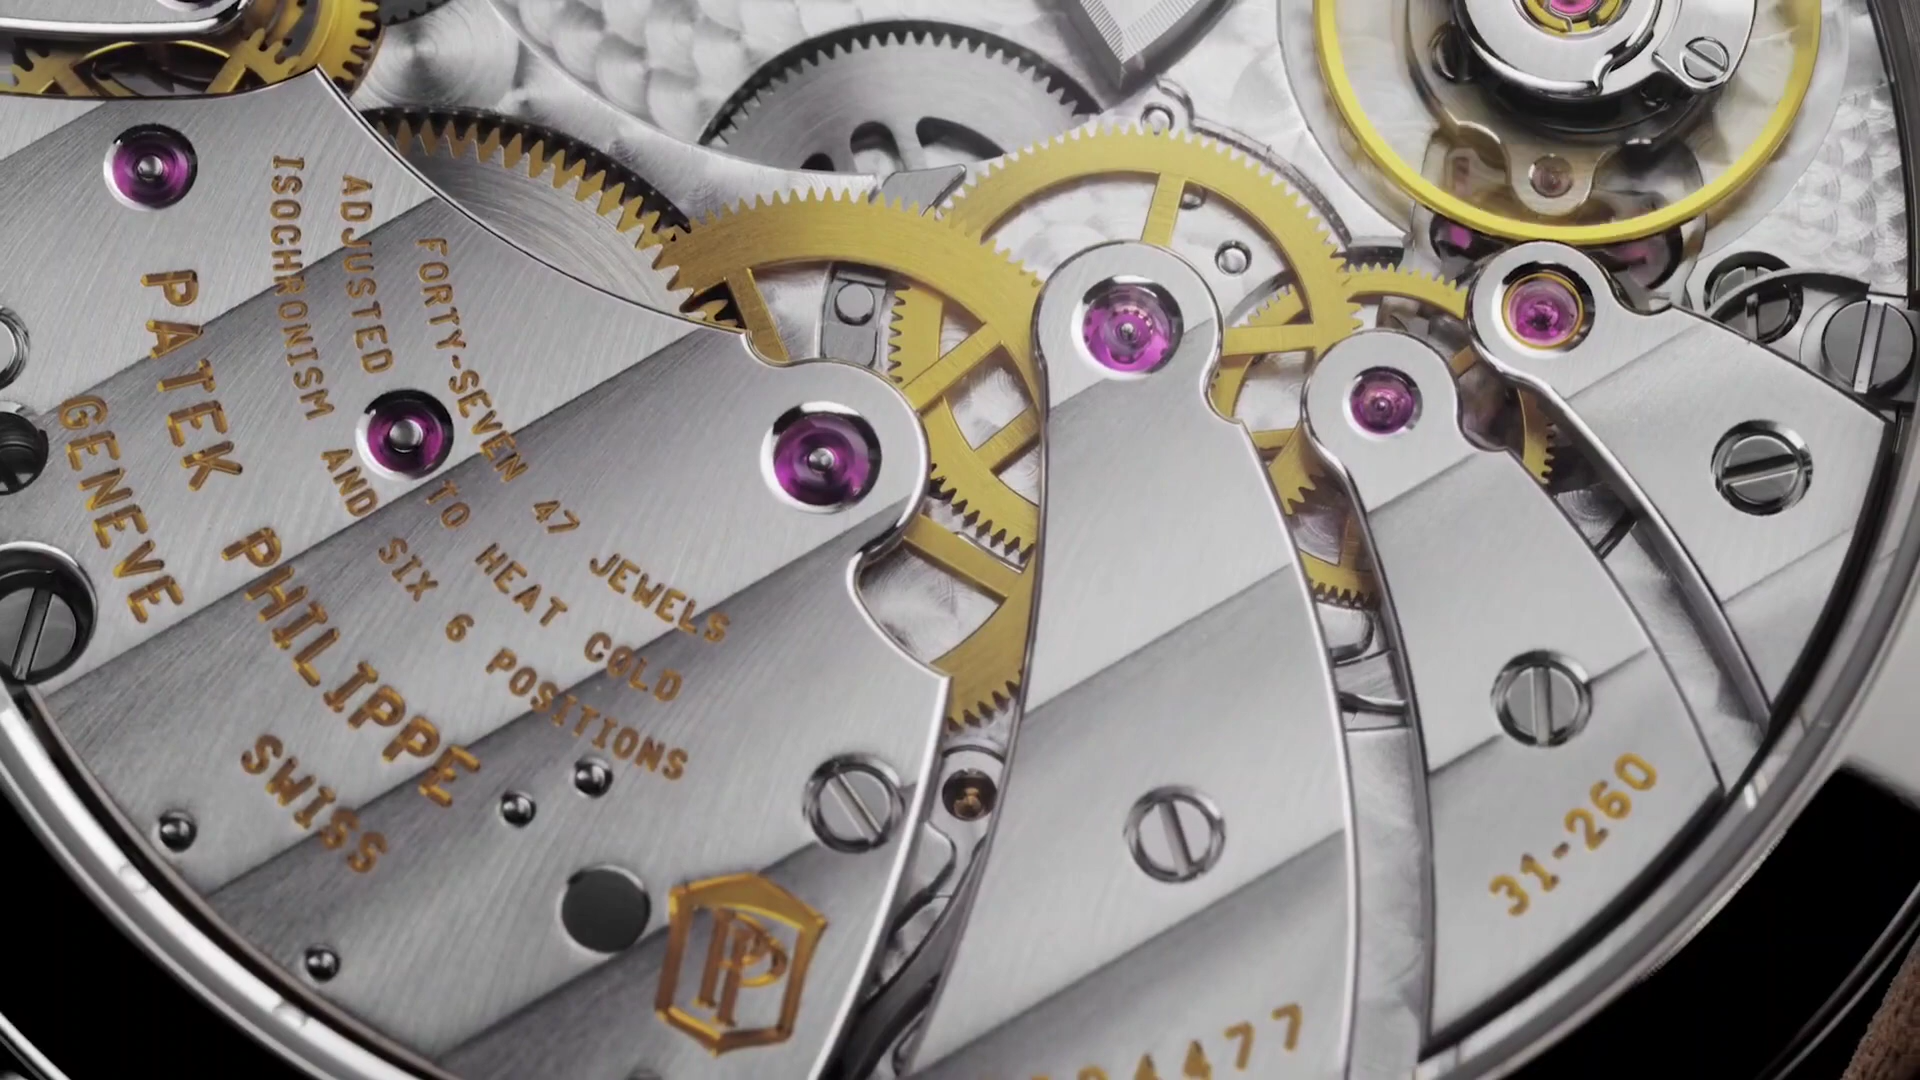 FORTY-SEVEN 47 JEWELS
ADJUSTED TO HEAT COLD
ISOCHRONISM AND SIX 6 POSITIONS
PATEK PHILIPPE
GENEVE SWISS
PP
31-260
4477